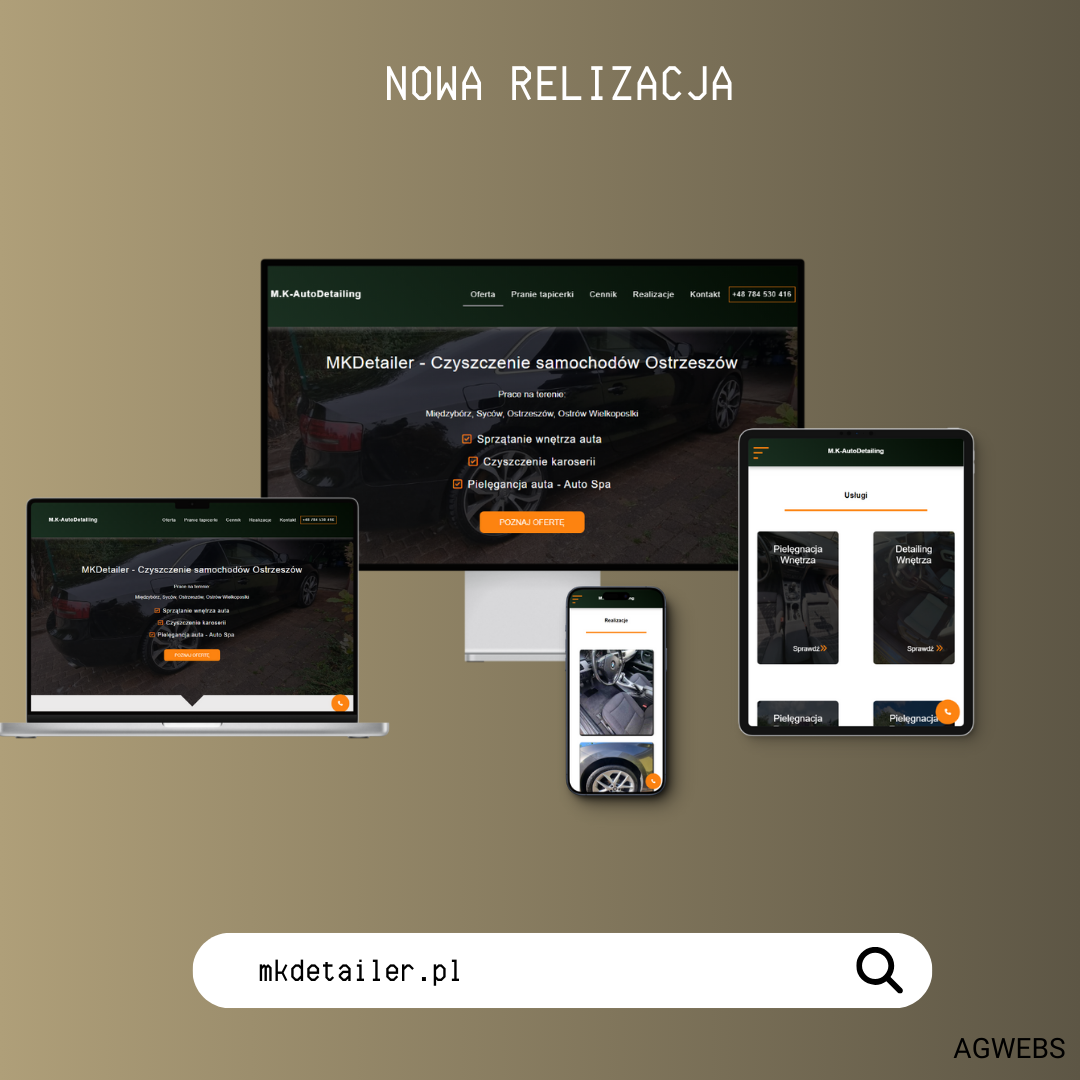 NOWA RELIZACJA
M.K-AutoDetailing
Oferta Pranie tapicerki Cennik Realizacje Kontakt +48 784 530 416
MKDetailer - Czyszczenie samochodów Ostrzeszów
Prace na terenie:
Międzybórz, Syców, Ostrzeszów, Ostrów Wielkoposlki
Sprzątanie wnętrza auta
Czyszczenie karoserii
Pielęgancja auta - Auto Spa
POZNAJ OFERTĘ
M.K-AutoDetailing
Oferta Pranie tapicerki Cennik Realizacje Kontakt +48 784 530 416
MKDetailer - Czyszczenie samochodów Ostrzeszów
Prace na terenie:
Międzybórz, Syców, Ostrzeszów, Ostrów Wielkoposlki
Sprzątanie wnętrza auta
Czyszczenie karoserii
Pielęgancja auta - Auto Spa
POZNAJ OFERTĘ
Realizacje
M.K-AutoDetailing
Usługi
Pielęgnacja
Wnętrza
Sprawdź
Detailing
Wnętrza
Sprawdź
Pielęgnacja
Pielęgnacja
mkdetailer.pl
AGWEBS